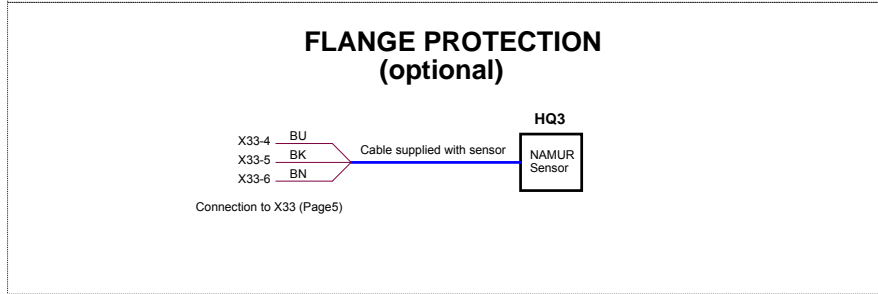 FLANGE PROTECTION
(optional)
HQ3
X33-4 BU
X33-5 BK
X33-6 BN
Cable supplied with sensor
NAMUR
Sensor
Connection to X33 (Page5)